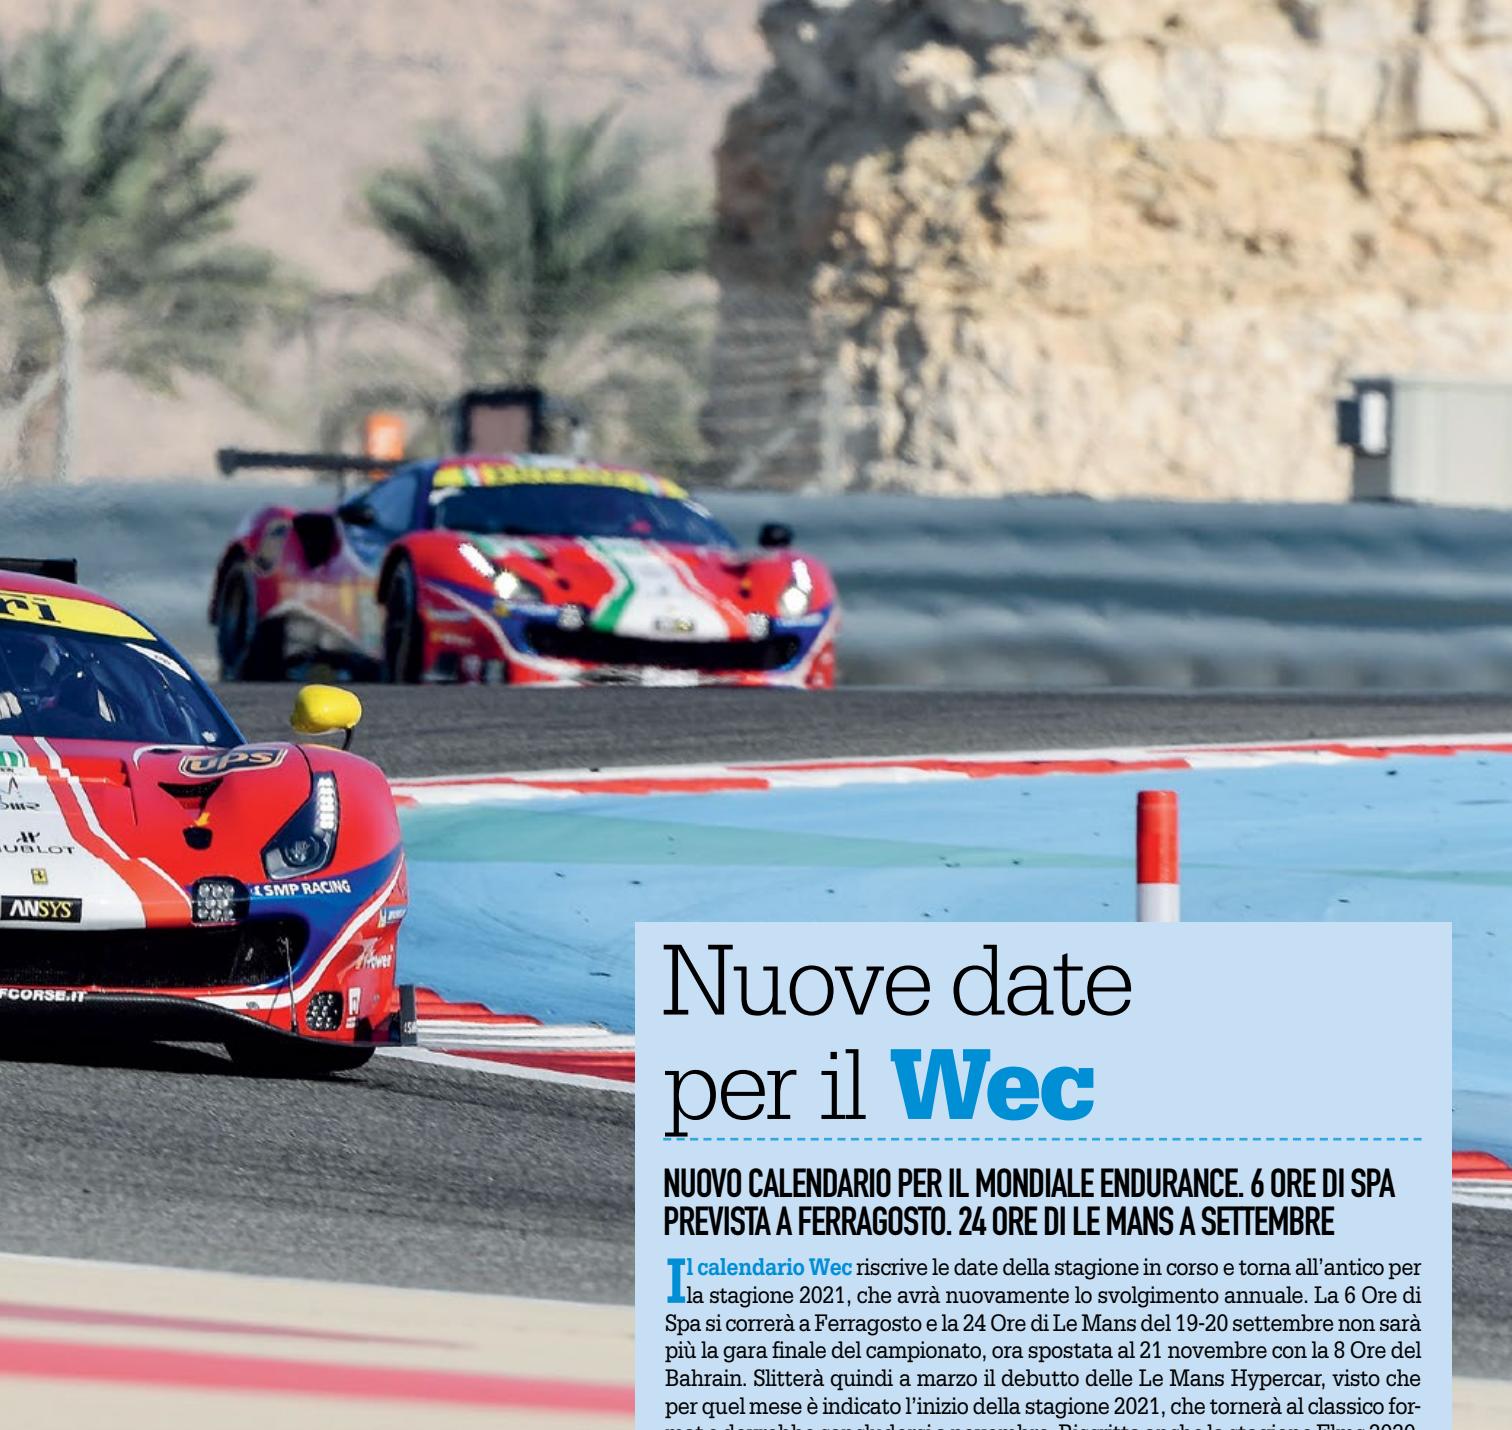 ri
UPS
HUBLOT
SMP RACING
ANSYS
FCORSE.IT
Nuove date
per il Wec
NUOVO CALENDARIO PER IL MONDIALE ENDURANCE. 6 ORE DI SPA
PREVISTA A FERRAGOSTO. 24 ORE DI LE MANS A SETTEMBRE
Il calendario Wec riscrive le date della stagione in corso e torna all’antico per
la stagione 2021, che avrà nuovamente lo svolgimento annuale. La 6 Ore di
Spa si correrà a Ferragosto e la 24 Ore di Le Mans del 19-20 settembre non sarà
più la gara finale del campionato, ora spostata al 21 novembre con la 8 Ore del
Bahrain. Slitterà quindi a marzo il debutto delle Le Mans Hypercar, visto che
per quel mese è indicato l’inizio della stagione 2021, che tornerà al classico for-